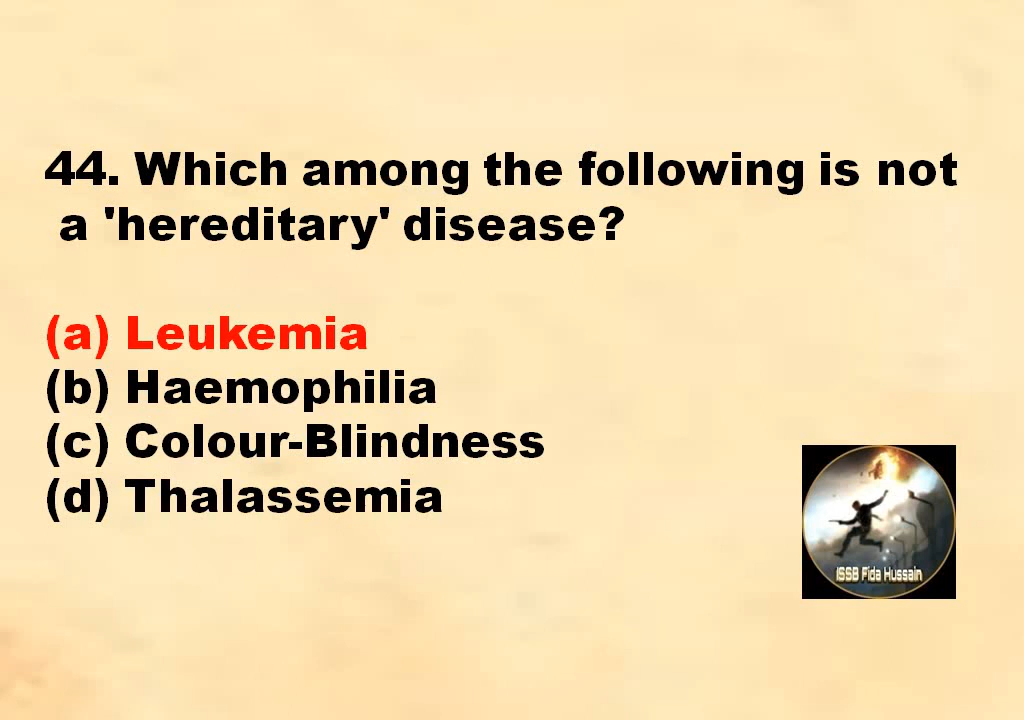 44. Which among the following is not
a 'hereditary' disease?
(a) Leukemia
(b) Haemophilia
(c) Colour-Blindness
(d) Thalassemia
ISSB Fida Hussain